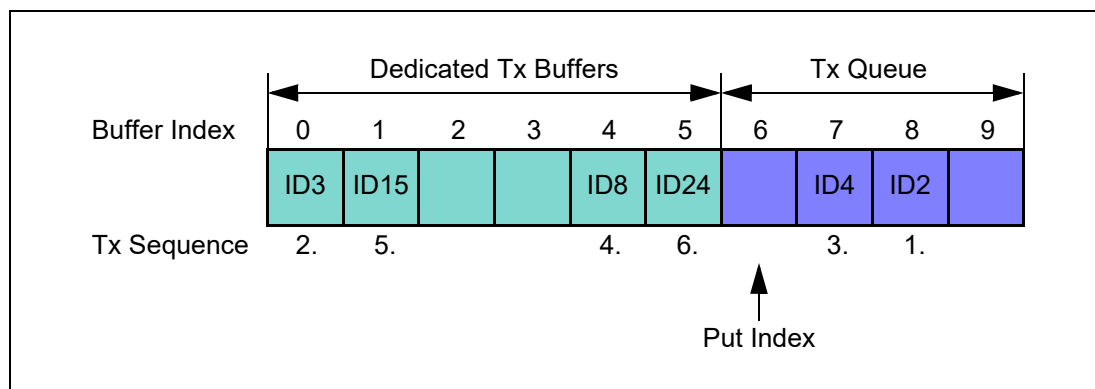 Dedicated Tx Buffers Tx Queue
Buffer Index 0 1 2 3 4 5 6 7 8 9
ID3 ID15 ID8 ID24 ID4 ID2
Tx Sequence 2. 5. 4. 6. 3. 1.
Put Index